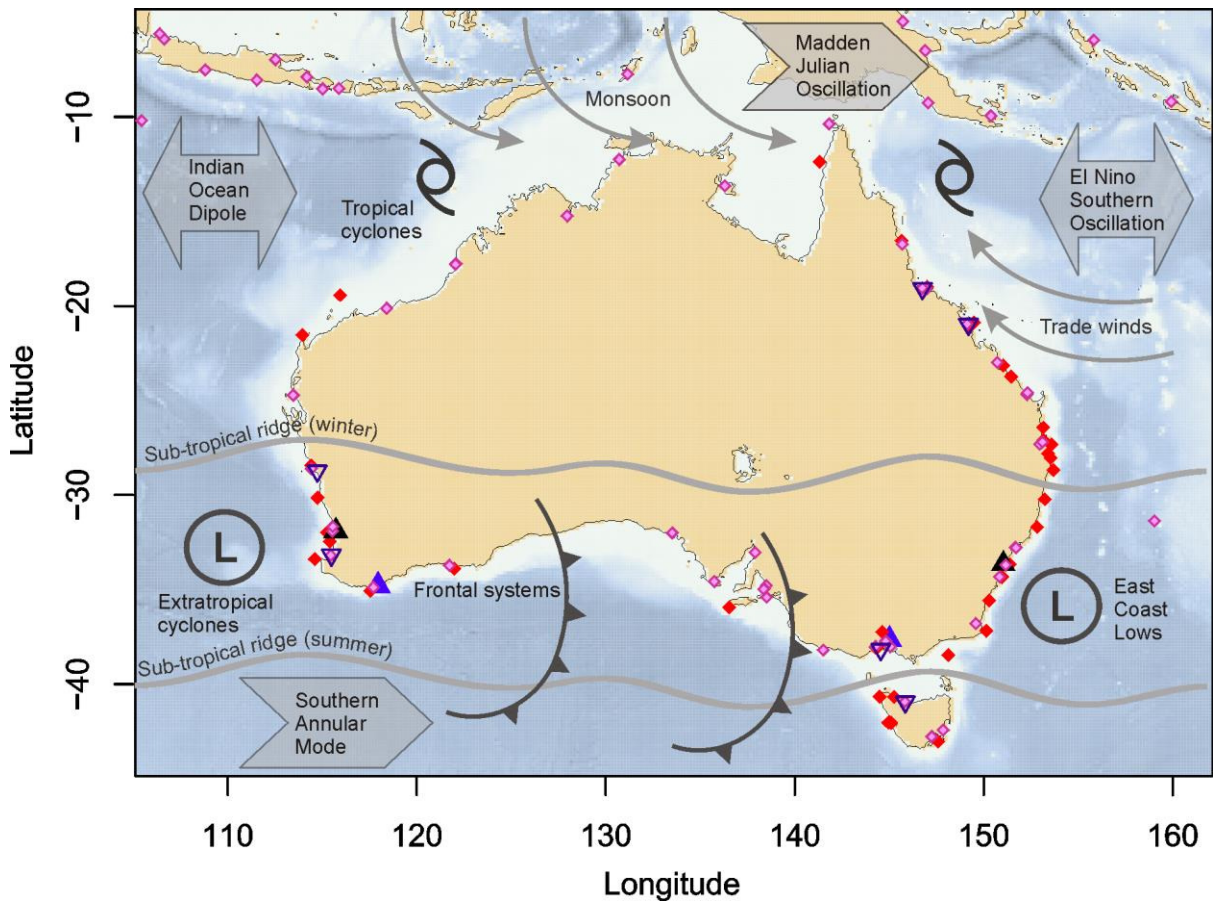 Madden
Julian
Oscillation
Monsoon
Indian
Ocean
Dipole
El Nino
Southern
Oscillation
Tropical
cyclones
Trade winds
Sub-tropical ridge (winter)
L
Extratropical
cyclones
Frontal systems
L
East
Coast
Lows
Sub-tropical ridge (summer)
Southern
Annular
Mode
−10
−20
−30
−40
Latitude
110 120 130 140 150 160
Longitude